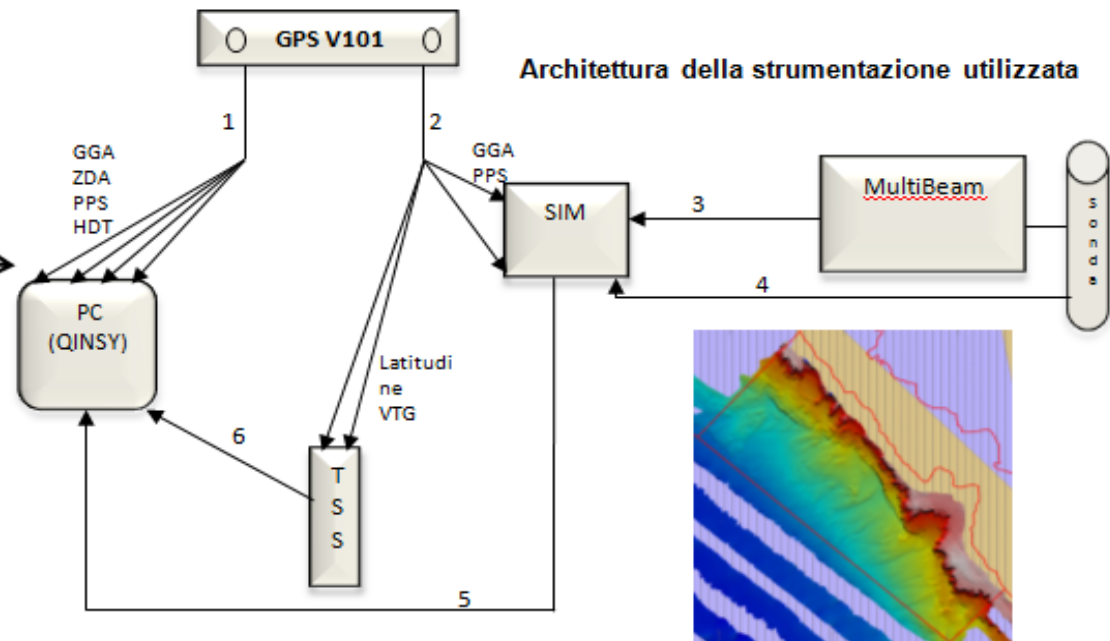 GPS V101
Architettura della strumentazione utilizzata
1
2
GGA
ZDA
PPS
HDT
GGA
PPS
SIM
3
MultiBeam
sonde
4
PC
(QINSY)
Latitudi
ne
VTG
6
T
S
S
5